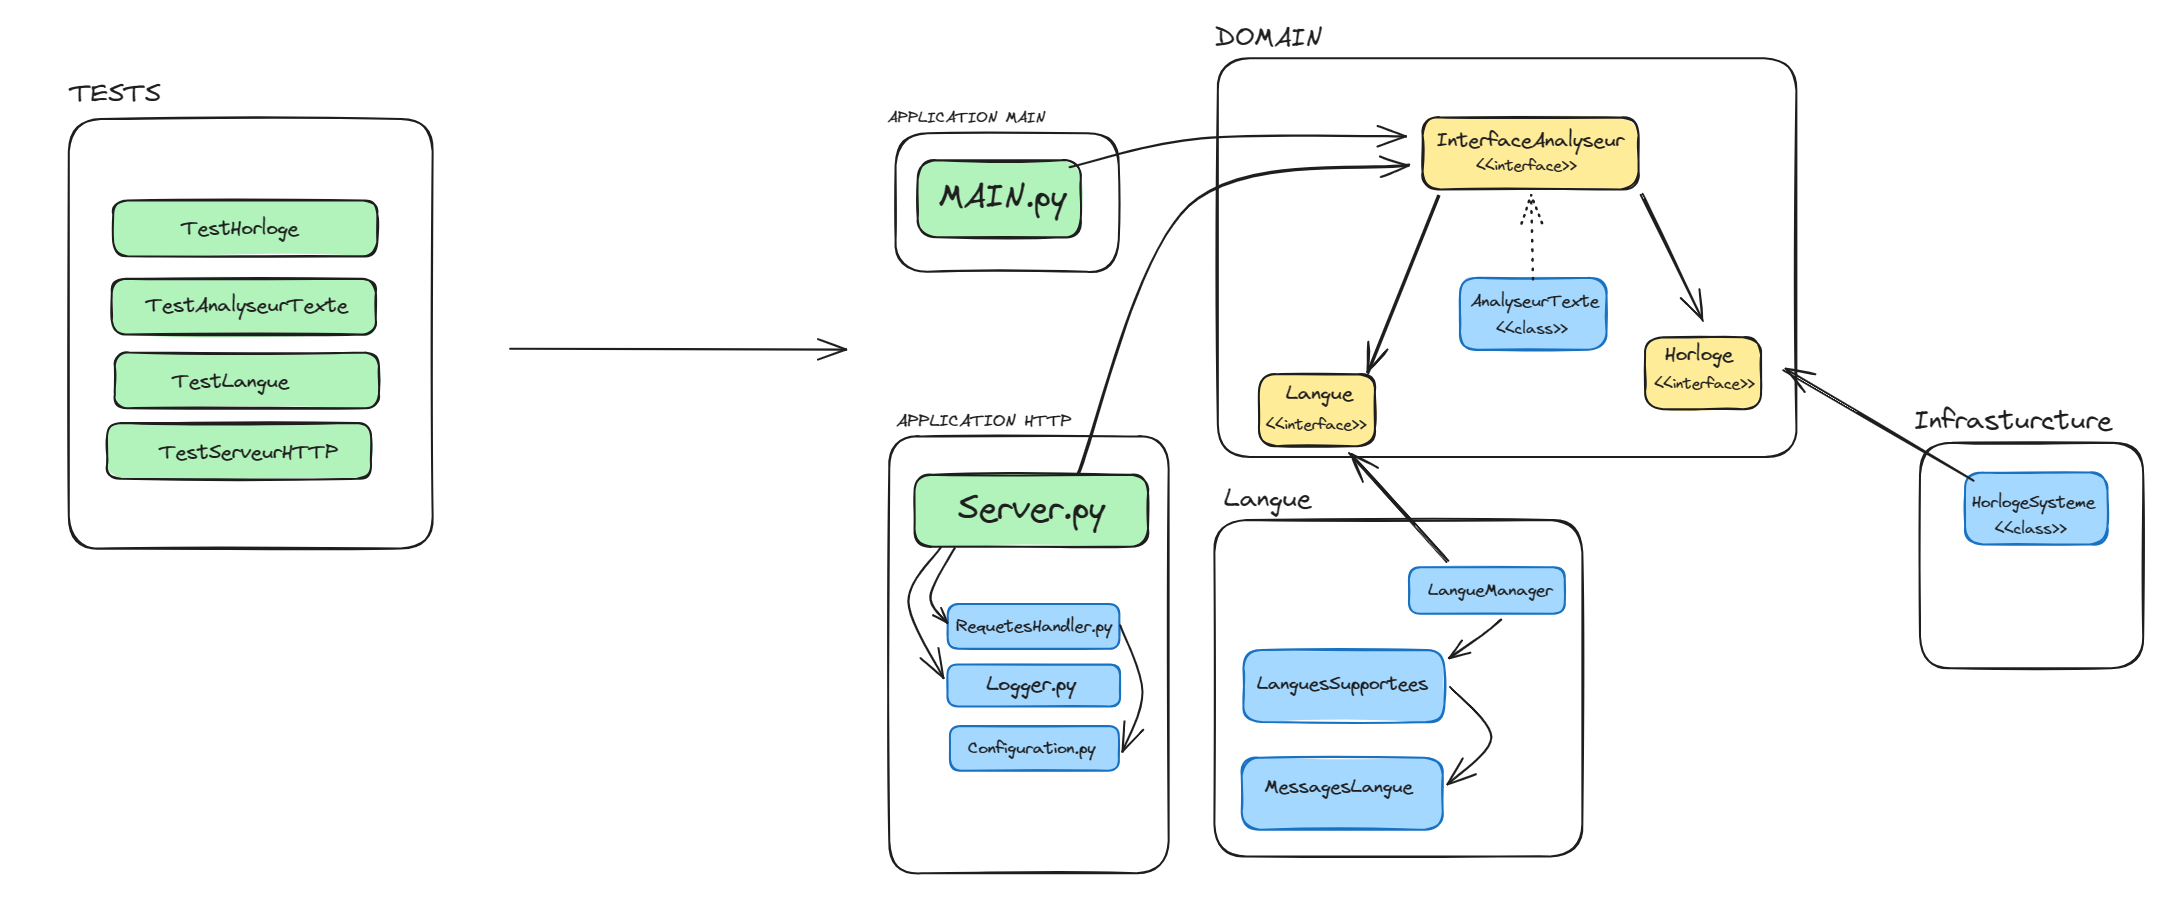 TESTS
TestHorloge
TestAnalyseurTexte
TestLangue
TestServeurHTTP
APPLICATION MAIN
MAIN.py
APPLICATION HTTP
Server.py
RequetesHandler.py
Logger.py
Configuration.py
DOMAIN
InterfaceAnalyseur
<<interface>>
AnalyseurTexte
<<class>>
Horloge
<<interface>>
Langue
<<interface>>
Langue
LangueManager
LanguesSupportees
MessagesLangue
Infrasturcture
HorlogeSysteme
<<class>>